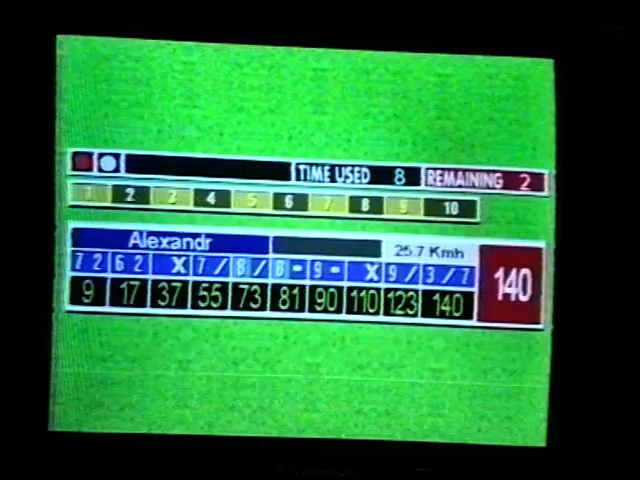 TIME USED 8 REMAINING 2
1 2 3 4 5 6 7 8 9 10
Alexandr 25.7 Kmh
7 2 6 2 X 7 / 8 / 8 - 9 - X 9 / 3 / 7
9 17 37 55 73 81 90 110 123 140 140